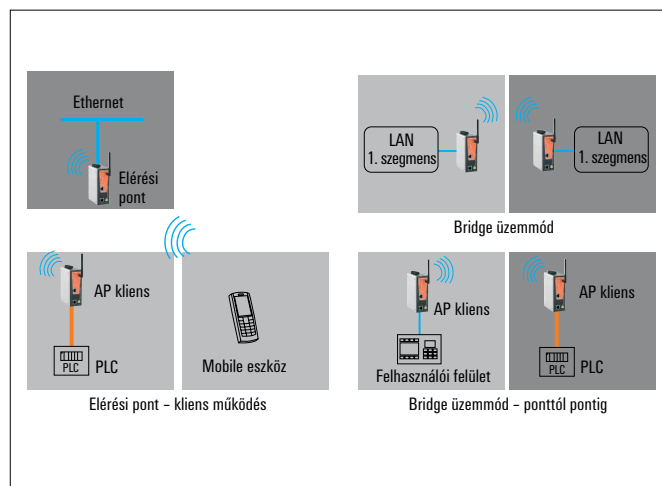 Ethernet
Elérési
pont
AP kliens
PLC
PLC
Mobile eszköz
Elérési pont – kliens működés
LAN
1. szegmens
LAN
1. szegmens
Bridge üzemmód
AP kliens
Felhasználói felület
AP kliens
PLC
PLC
Bridge üzemmód – ponttól pontig